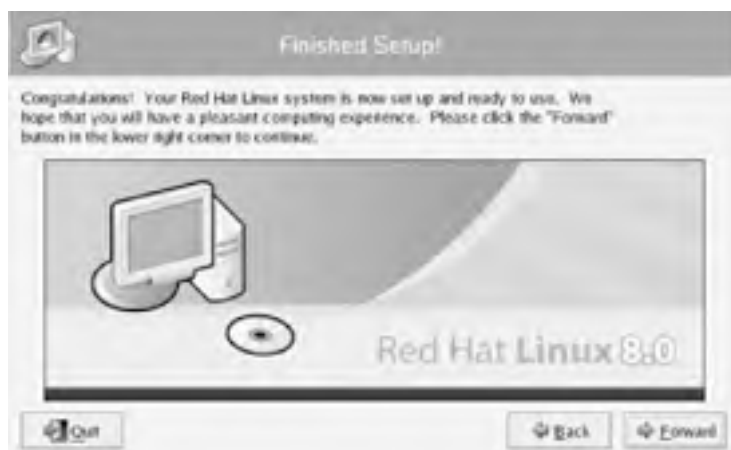 Finished Setup!
Congratulations! Your Red Hat Linux system is now set up and ready to use. We
hope that you will have a pleasant computing experience. Please click the "Forward"
button in the lower right corner to continue.
Red Hat Linux 8.0
Quit
Back
Forward